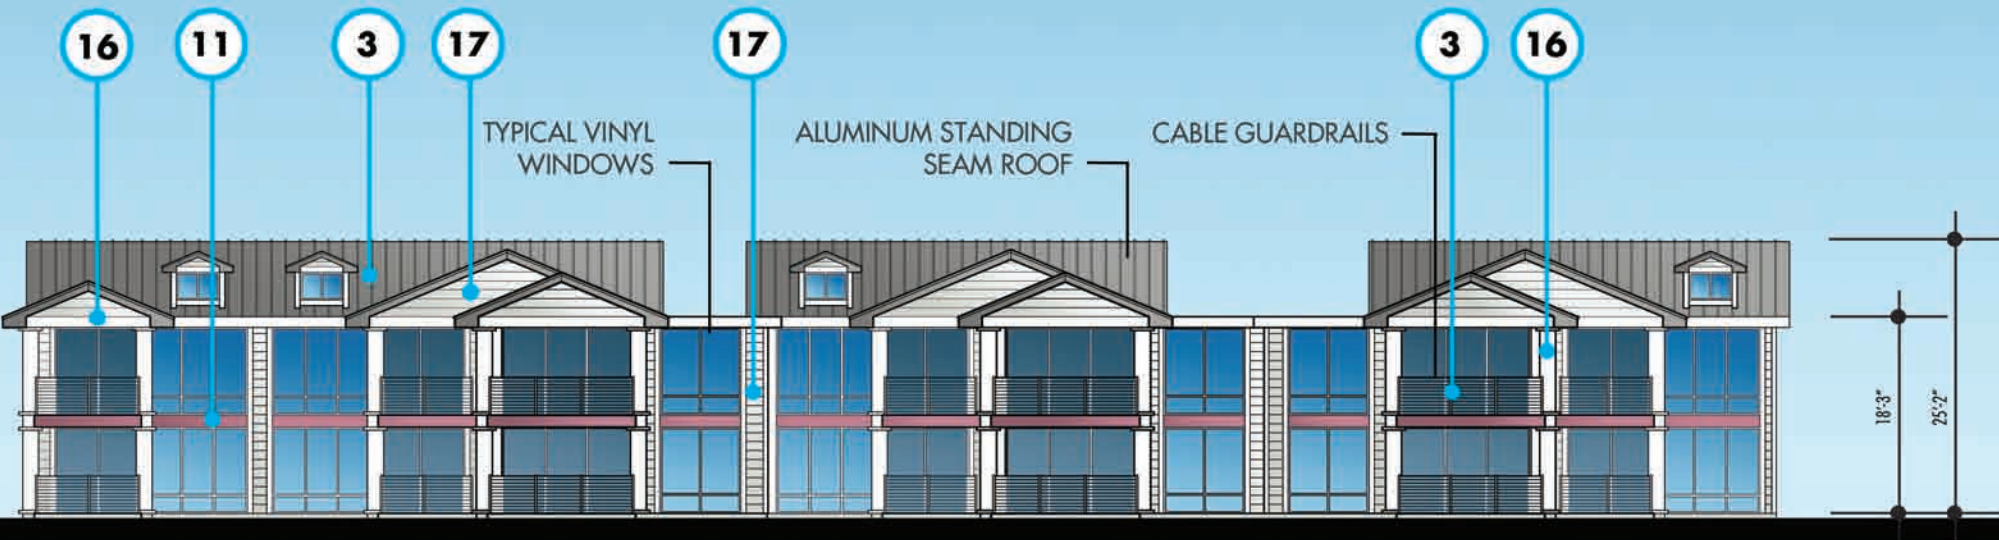 16
11
3
17
17
3
16
TYPICAL VINYL
WINDOWS
ALUMINUM STANDING
SEAM ROOF
CABLE GUARDRAILS
18'-3"
25'-2"